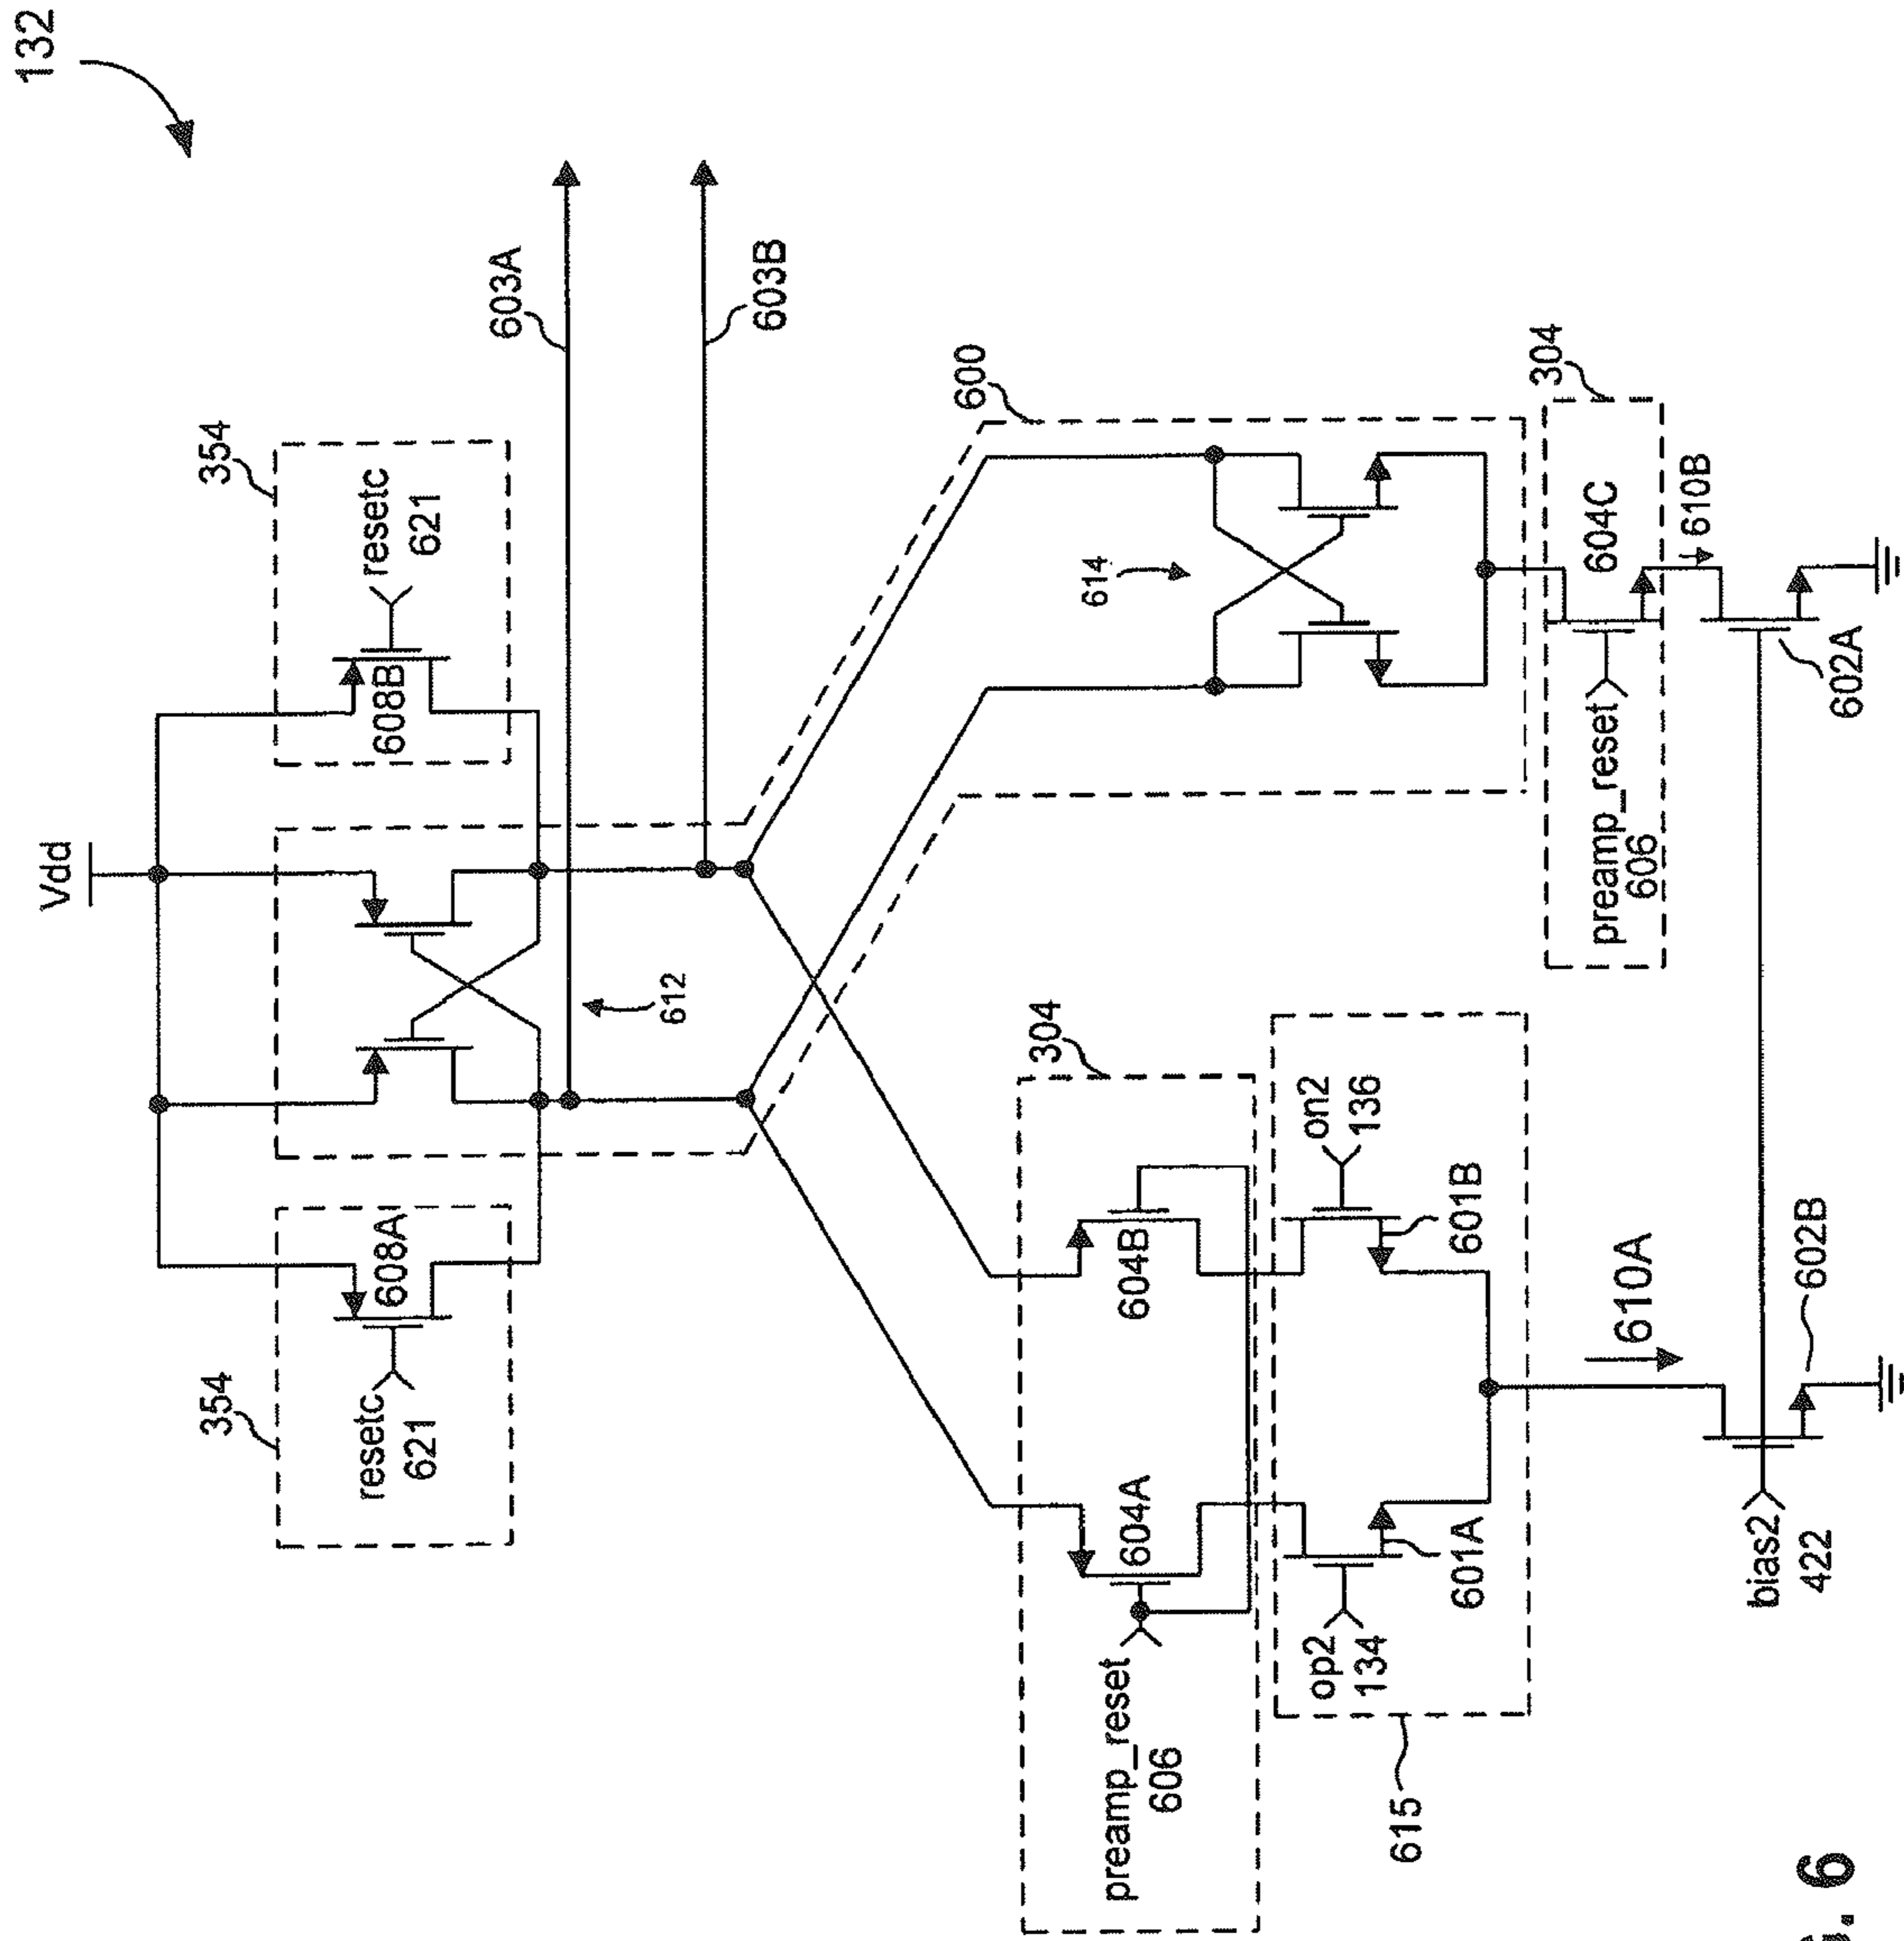 132
Vdd
354
608A
resetc
621
354
608B
resetc
621
603A
603B
612
600
614
304
preamp_reset
606
604A
604B
op2
134
on2
136
601A
601B
615
304
604C
preamp_reset
606
610B
610A
602A
602B
bias2
422
. 6